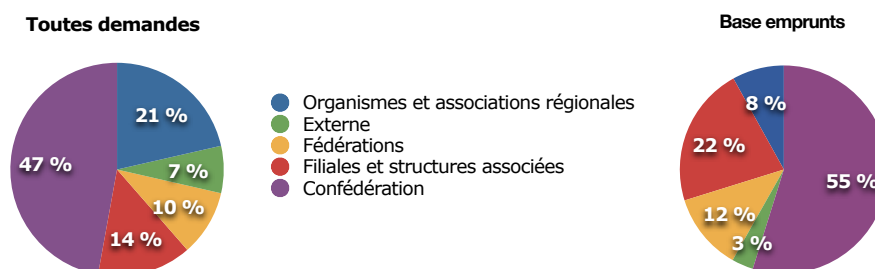 Toutes demandes
21 %
7 %
10 %
14 %
47 %
Organismes et associations régionales
Externe
Fédérations
Filiales et structures associées
Confédération
Base emprunts
8 %
22 %
12 %
3 %
55 %